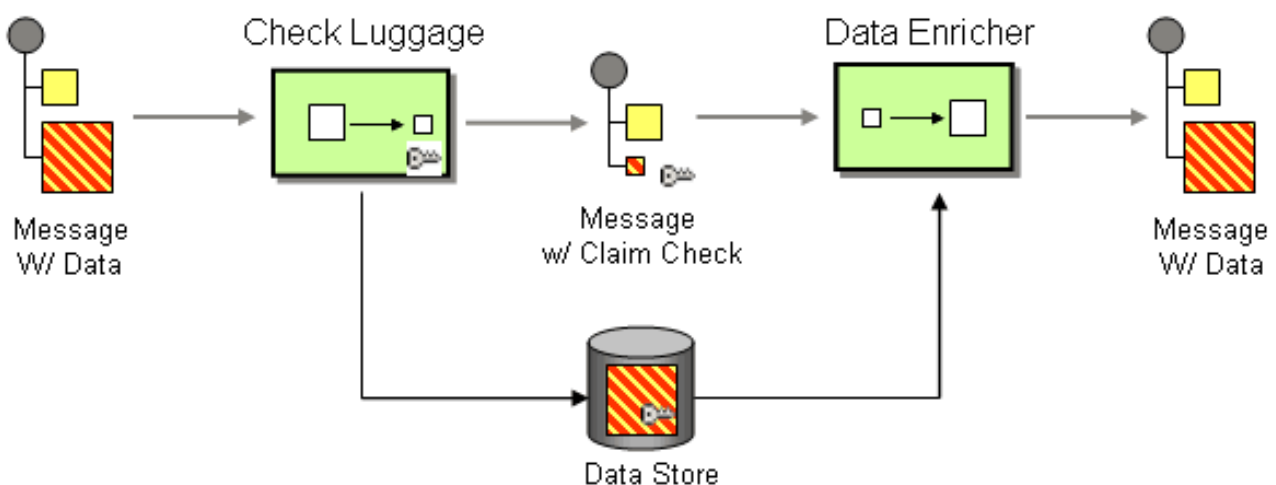 Check Luggage
Data Enricher
Message
W/ Data
Message
w/ Claim Check
Message
W/ Data
Data Store